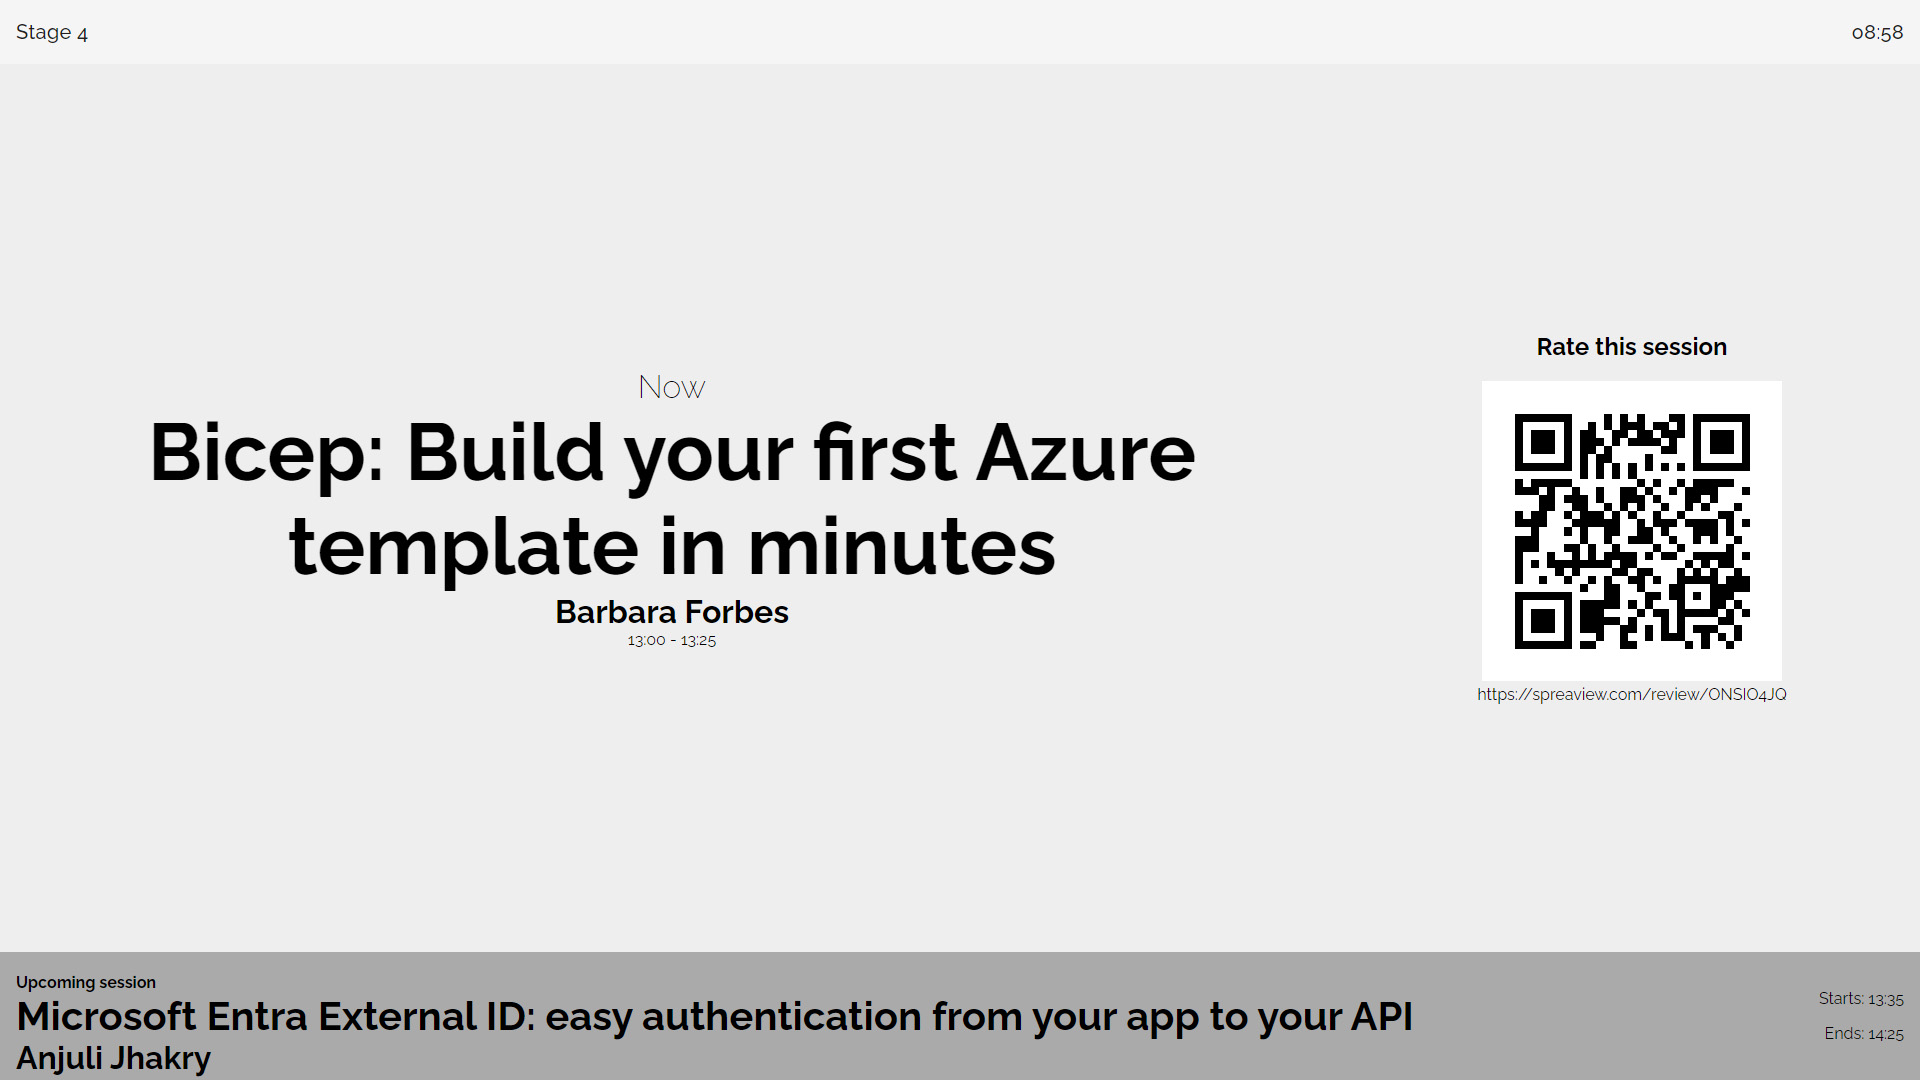 Stage 4
08:58
Now
Bicep: Build your first Azure
template in minutes
Barbara Forbes
13:00 - 13:25
Rate this session
https://spreaview.com/review/ONSIO4JQ
Upcoming session
Microsoft Entra External ID: easy authentication from your app to your API
Anjuli Jhakry
Starts: 13:35
Ends: 14:25